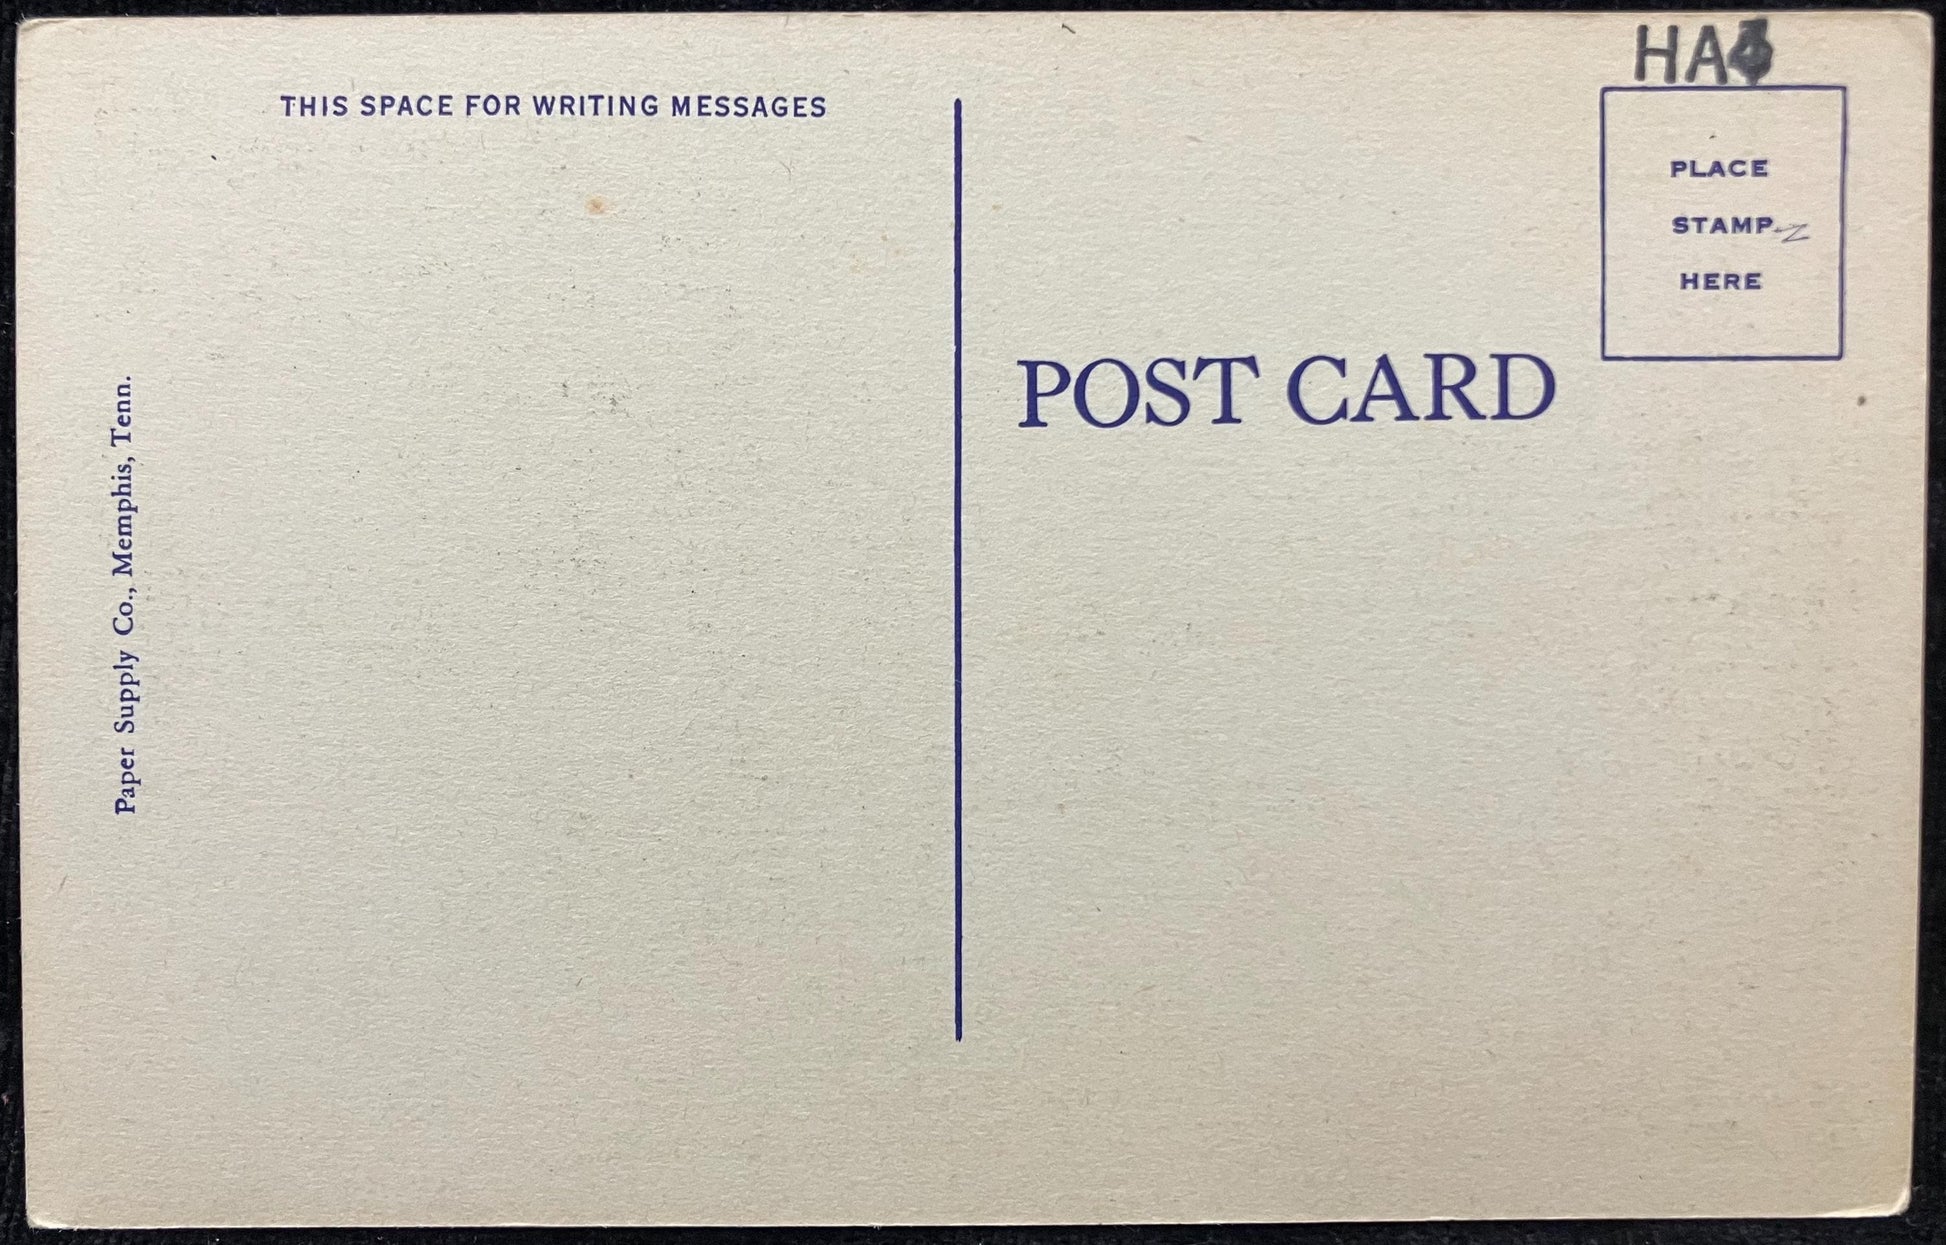 HA
THIS SPACE FOR WRITING MESSAGES
PLACE
STAMP
HERE
POST CARD
Paper Supply Co., Memphis, Tenn.